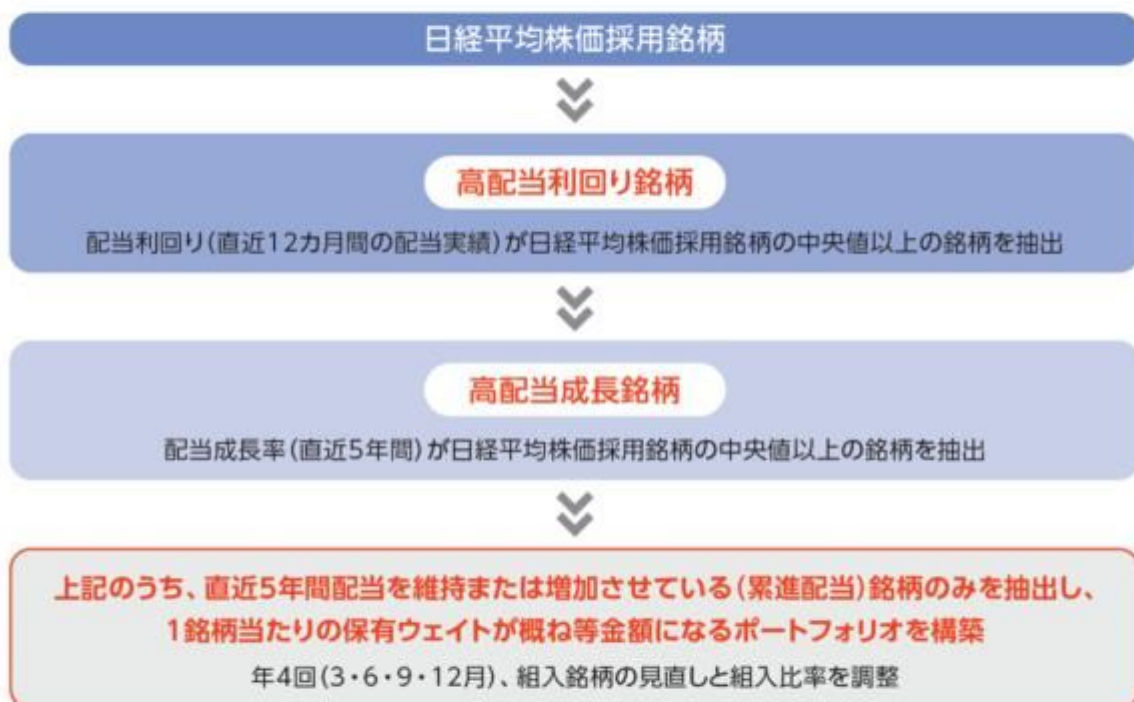 日経平均株価採用銘柄
高配当利回り銘柄
配当利回り(直近12カ月間の配当実績)が日経平均株価採用銘柄の中央値以上の銘柄を抽出
高配当成長銘柄
配当成長率(直近5年間)が日経平均株価採用銘柄の中央値以上の銘柄を抽出
上記のうち、直近5年間配当を維持または増加させている(累進配当)銘柄のみを抽出し、
1銘柄当たりの保有ウェイトが概ね等金額になるポートフォリオを構築
年4回(3・6・9・12月)、組入銘柄の見直しと組入比率を調整